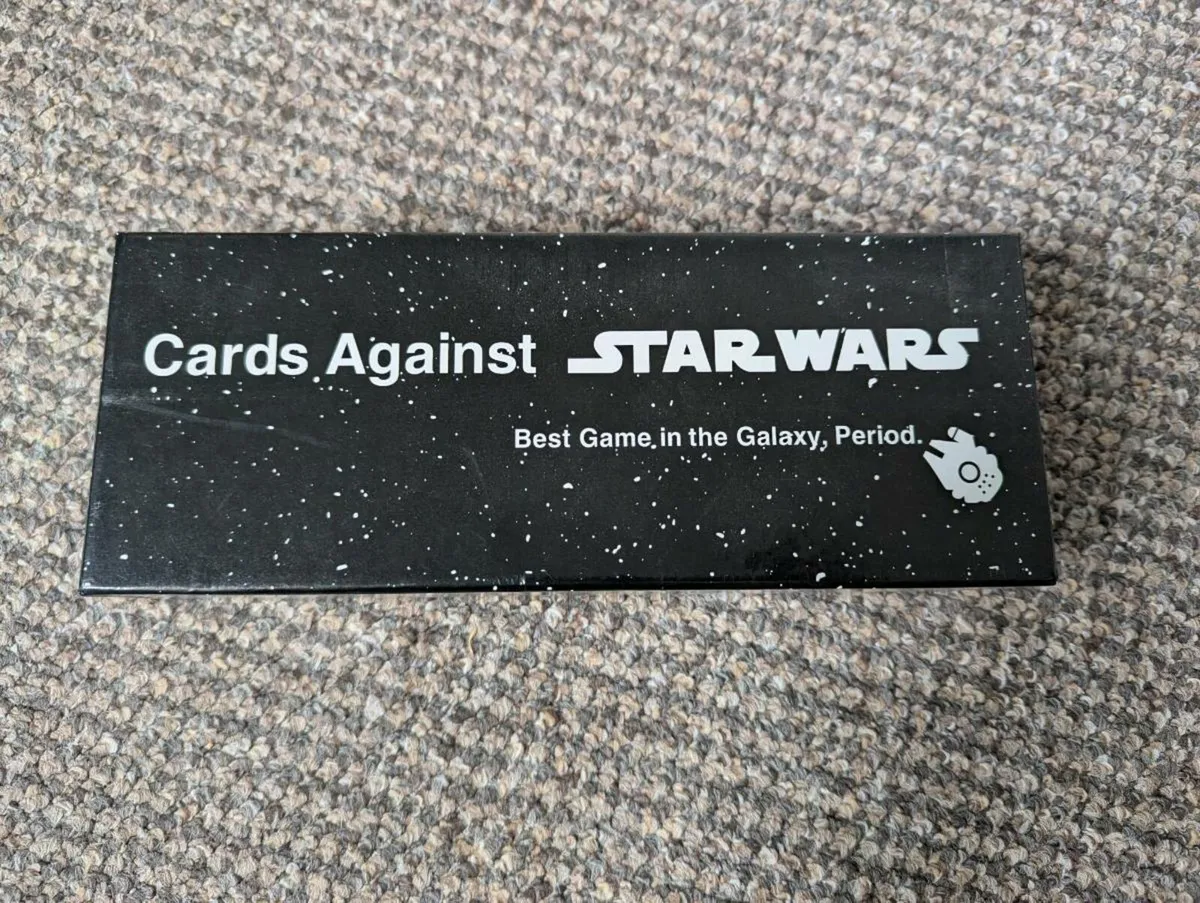 Cards Against STAR WARS
Best Game in the Galaxy, Period.